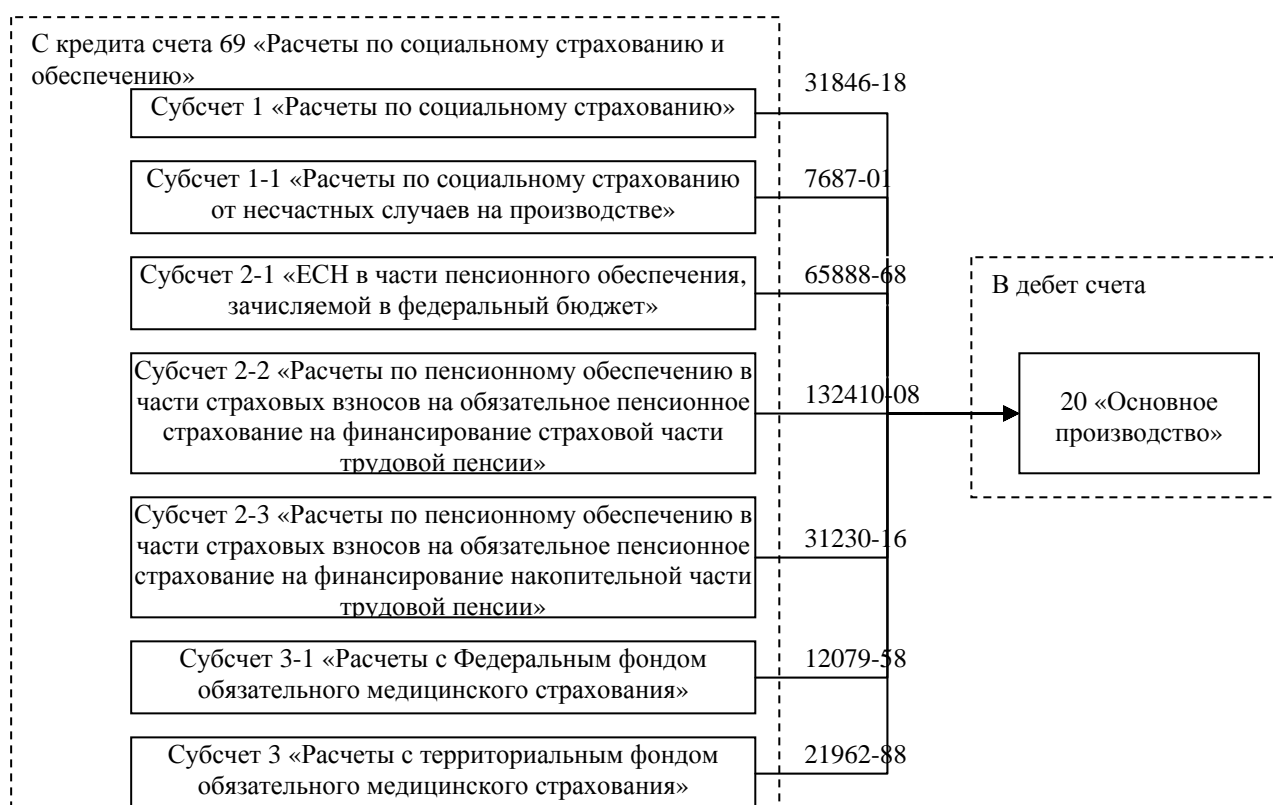 С кредита счета 69 «Расчеты по социальному страхованию и
обеспечению»
31846-18
Субсчет 1 «Расчеты по социальному страхованию»
Субсчет 1-1 «Расчеты по социальному страхованию
от несчастных случаев на производстве»
7687-01
Субсчет 2-1 «ЕСН в части пенсионного обеспечения,
зачисляемой в федеральный бюджет»
65888-68
В дебет счета
Субсчет 2-2 «Расчеты по пенсионному обеспечению в
части страховых взносов на обязательное пенсионное
страхование на финансирование страховой части
трудовой пенсии»
132410-08
20 «Основное
производство»
Субсчет 2-3 «Расчеты по пенсионному обеспечению в
части страховых взносов на обязательное пенсионное
страхование на финансирование накопительной части
трудовой пенсии»
31230-16
Субсчет 3-1 «Расчеты с Федеральным фондом
обязательного медицинского страхования»
12079-58
Субсчет 3 «Расчеты с территориальным фондом
обязательного медицинского страхования»
21962-88